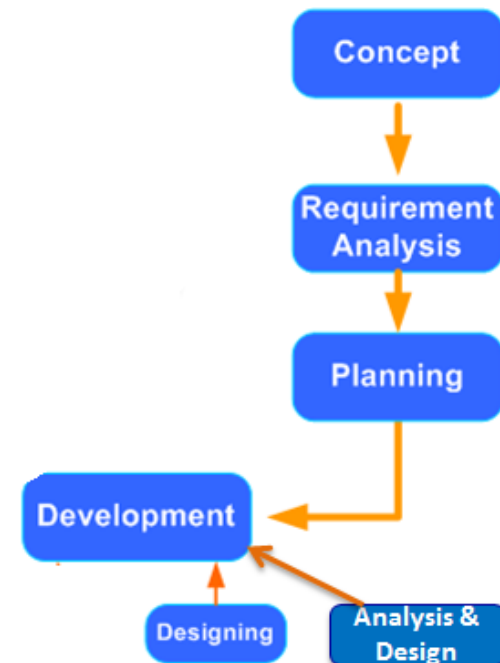 Concept
Requirement
Analysis
Planning
Development
Designing
Analysis &
Design